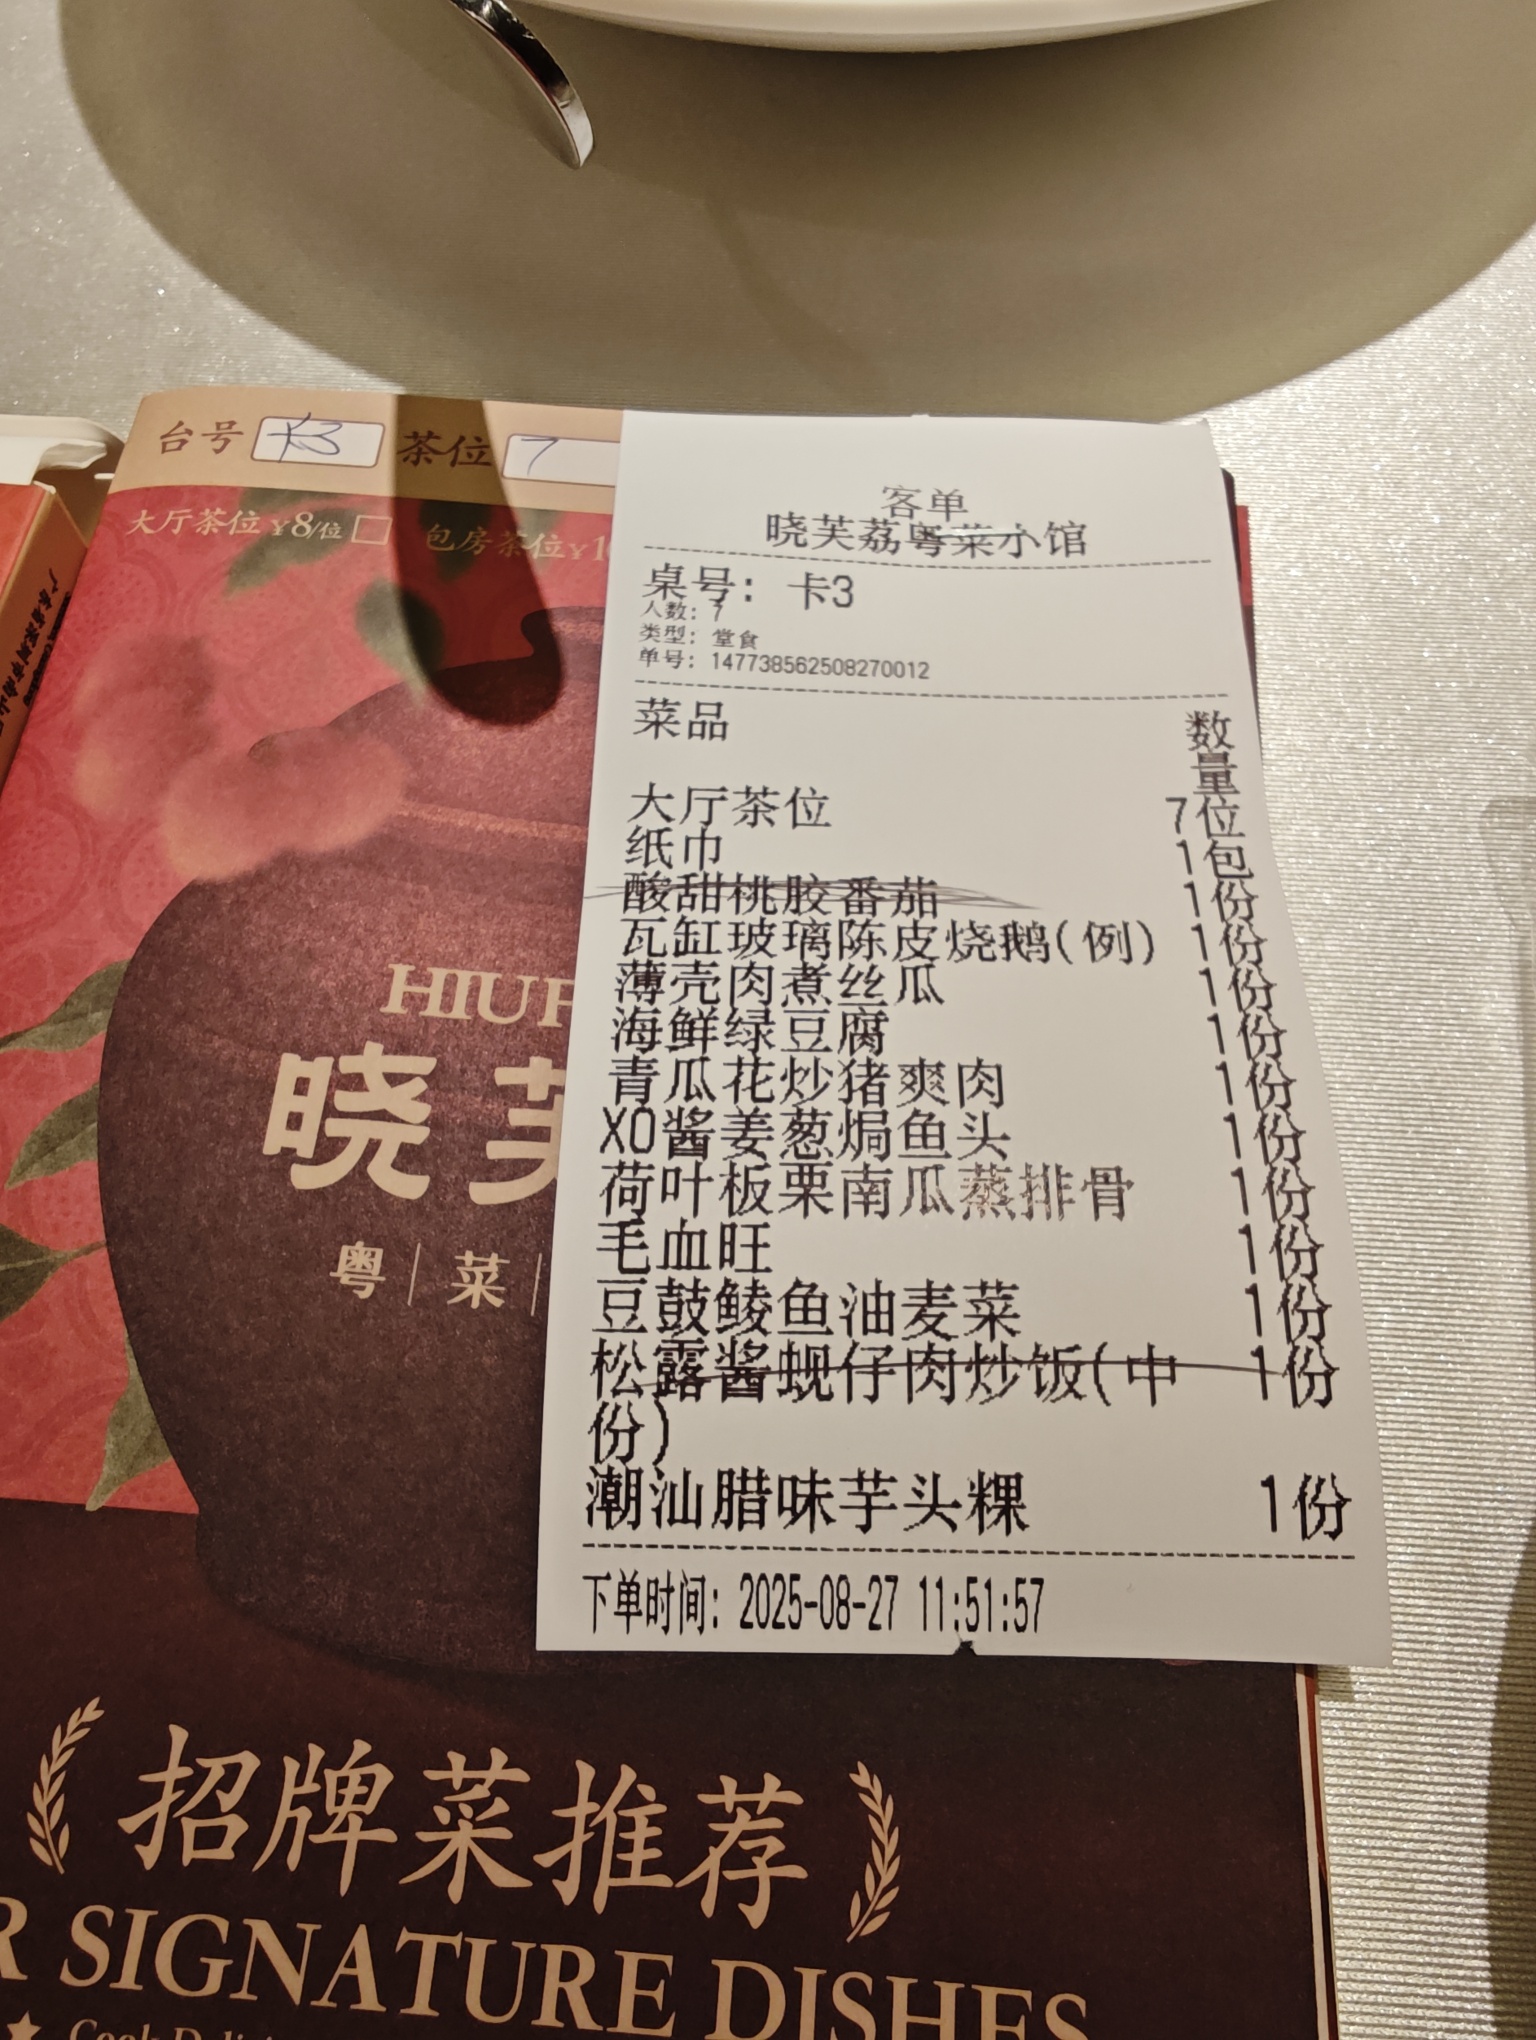 台号 卡3 茶位 7
大厅茶位 ¥8/位 包房茶位 ¥1
HIUF
晓芙
粤 菜
客单
晓芙荔粤菜小馆
桌号: 卡3
人数: 7
类型: 堂食
单号: 147738562508270012
菜品 数量
大厅茶位 7位
纸巾 1包
酸甜桃胶番茄 1份
瓦缸玻璃陈皮烧鹅(例) 1份
薄壳肉煮丝瓜 1份
海鲜绿豆腐 1份
青瓜花炒猪爽肉 1份
XO酱姜葱焗鱼头 1份
荷叶板栗南瓜蒸排骨 1份
毛血旺 1份
豆鼓鲮鱼油麦菜 1份
松露酱蚬仔肉炒饭(中 1份
份)
潮汕腊味芋头粿 1份
下单时间: 2025-08-27 11:51:57
招牌菜推荐
R SIGNATURE DISHES